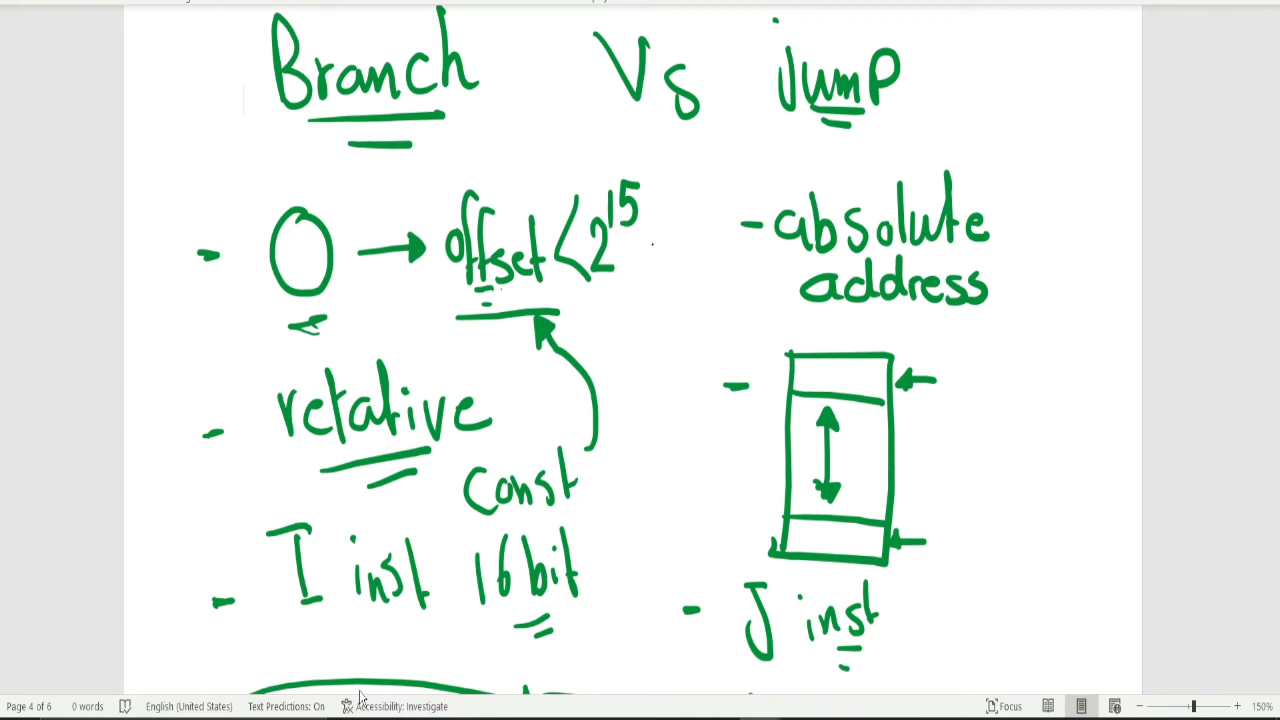 Branch Vs jump
- O → offset < 2^15
- absolute address
- relative
const
- I inst 16 bit
- J inst
Page 4 of 6 0 words English (United States) Text Predictions: On Accessibility: Investigate Focus 150%